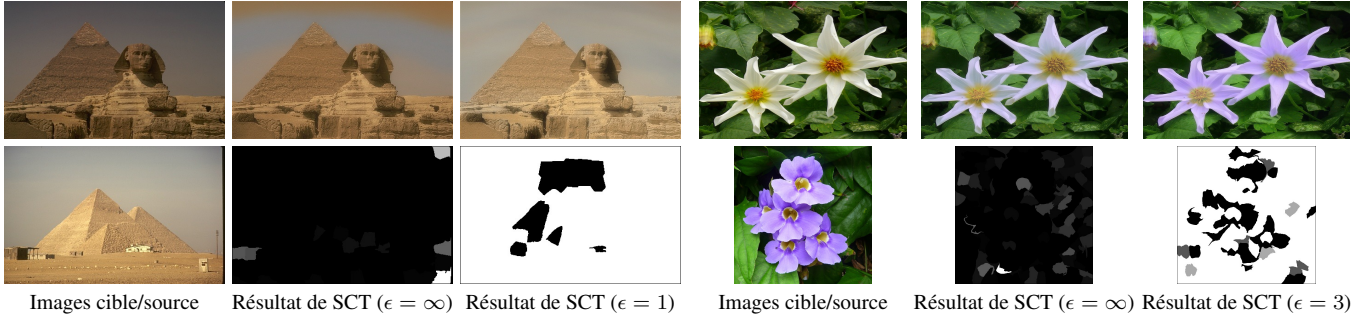 Images cible/source Résultat de SCT (ϵ = ∞) Résultat de SCT (ϵ = 1) Images cible/source Résultat de SCT (ϵ = ∞) Résultat de SCT (ϵ = 3)